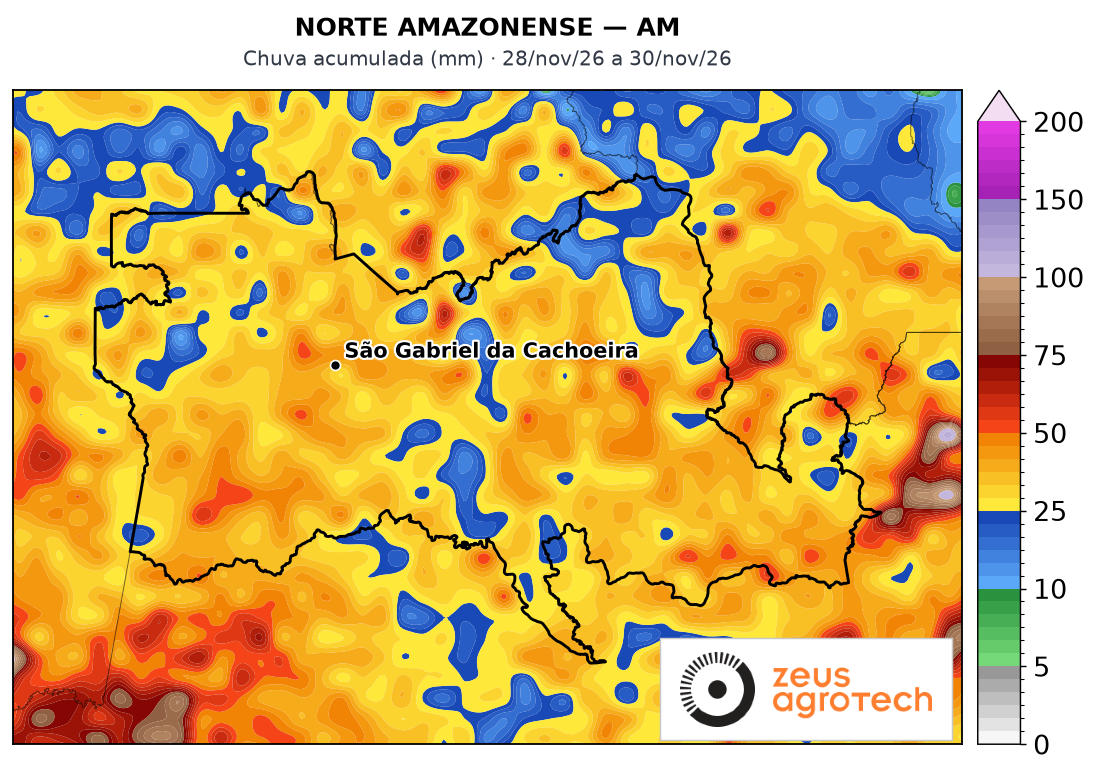 NORTE AMAZONENSE — AM
Chuva acumulada (mm) · 28/nov/26 a 30/nov/26
São Gabriel da Cachoeira
200
150
100
75
50
25
10
5
0
zeus
agrotech